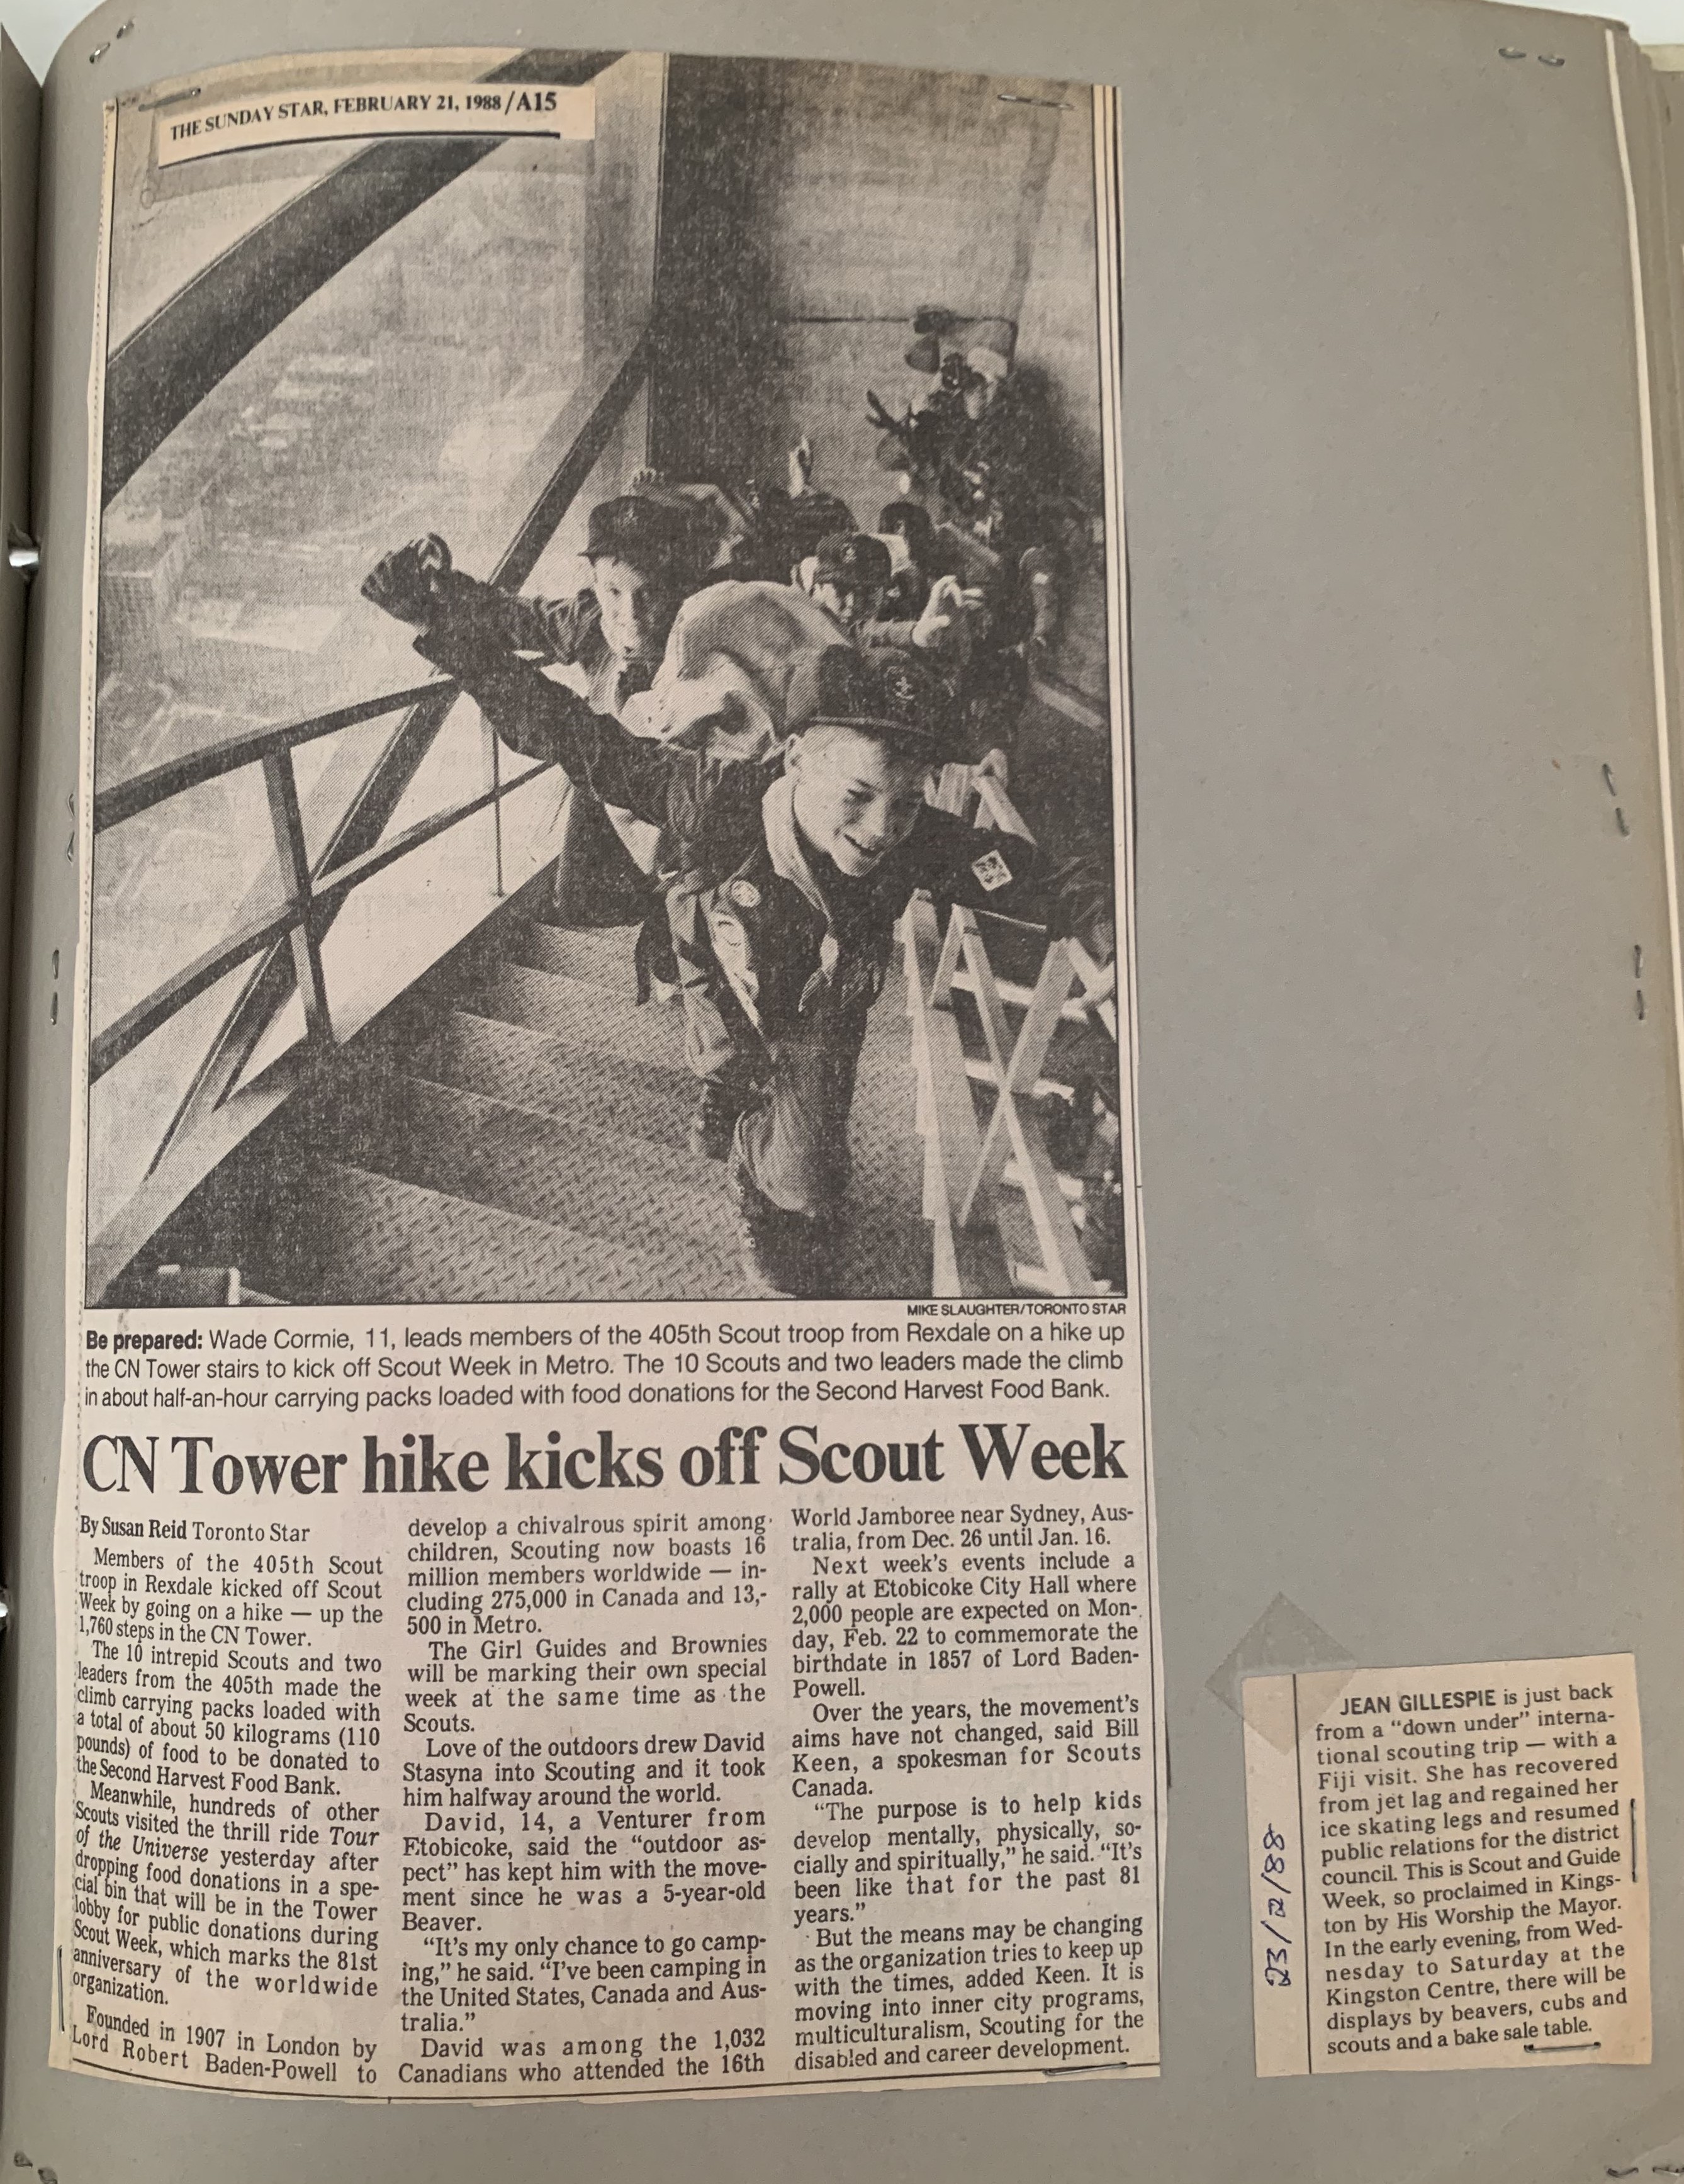 THE SUNDAY STAR, FEBRUARY 21, 1988/A15
MIKE SLAUGHTER/TORONTO STAR
Be prepared: Wade Cormie, 11, leads members of the 405th Scout troop from Rexdale on a hike up
the CN Tower stairs to kick off Scout Week in Metro. The 10 Scouts and two leaders made the climb
in about half-an-hour carrying packs loaded with food donations for the Second Harvest Food Bank.
CN Tower hike kicks off Scout Week
By Susan Reid Toronto Star
Members of the 405th Scout
troop in Rexdale kicked off Scout
Week by going on a hike — up the
1,760 steps in the CN Tower.
The 10 intrepid Scouts and two
leaders from the 405th made the
climb carrying packs loaded with
a total of about 50 kilograms (110
pounds) of food to be donated to
the Second Harvest Food Bank.
Meanwhile, hundreds of other
Scouts visited the thrill ride Tour
of the Universe yesterday after
dropping food donations in a spe-
cial bin that will be in the Tower
lobby for public donations during
Scout Week, which marks the 81st
anniversary of the worldwide
organization.
Founded in 1907 in London by
Lord Robert Baden-Powell to
develop a chivalrous spirit among
children, Scouting now boasts 16
million members worldwide — in-
cluding 275,000 in Canada and 13,-
500 in Metro.
The Girl Guides and Brownies
will be marking their own special
week at the same time as the
Scouts.
Love of the outdoors drew David
Stasyna into Scouting and it took
him halfway around the world.
David, 14, a Venturer from
Etobicoke, said the "outdoor as-
pect" has kept him with the move-
ment since he was a 5-year-old
Beaver.
"It's my only chance to go camp-
ing," he said. "I've been camping in
the United States, Canada and Aus-
tralia."
David was among the 1,032
Canadians who attended the 16th
World Jamboree near Sydney, Aus-
tralia, from Dec. 26 until Jan. 16.
Next week's events include a
rally at Etobicoke City Hall where
2,000 people are expected on Mon-
day, Feb. 22 to commemorate the
birthdate in 1857 of Lord Baden-
Powell.
Over the years, the movement's
aims have not changed, said Bill
Keen, a spokesman for Scouts
Canada.
"The purpose is to help kids
develop mentally, physically, so-
cially and spiritually," he said. "It's
been like that for the past 81
years."
But the means may be changing
as the organization tries to keep up
with the times, added Keen. It is
moving into inner city programs,
multiculturalism, Scouting for the
disabled and career development.
23/2/88
JEAN GILLESPIE is just back
from a "down under" interna-
tional scouting trip — with a
Fiji visit. She has recovered
from jet lag and regained her
ice skating legs and resumed
public relations for the district
council. This is Scout and Guide
Week, so proclaimed in Kings-
ton by His Worship the Mayor.
In the early evening, from Wed-
nesday to Saturday at the
Kingston Centre, there will be
displays by beavers, cubs and
scouts and a bake sale table.